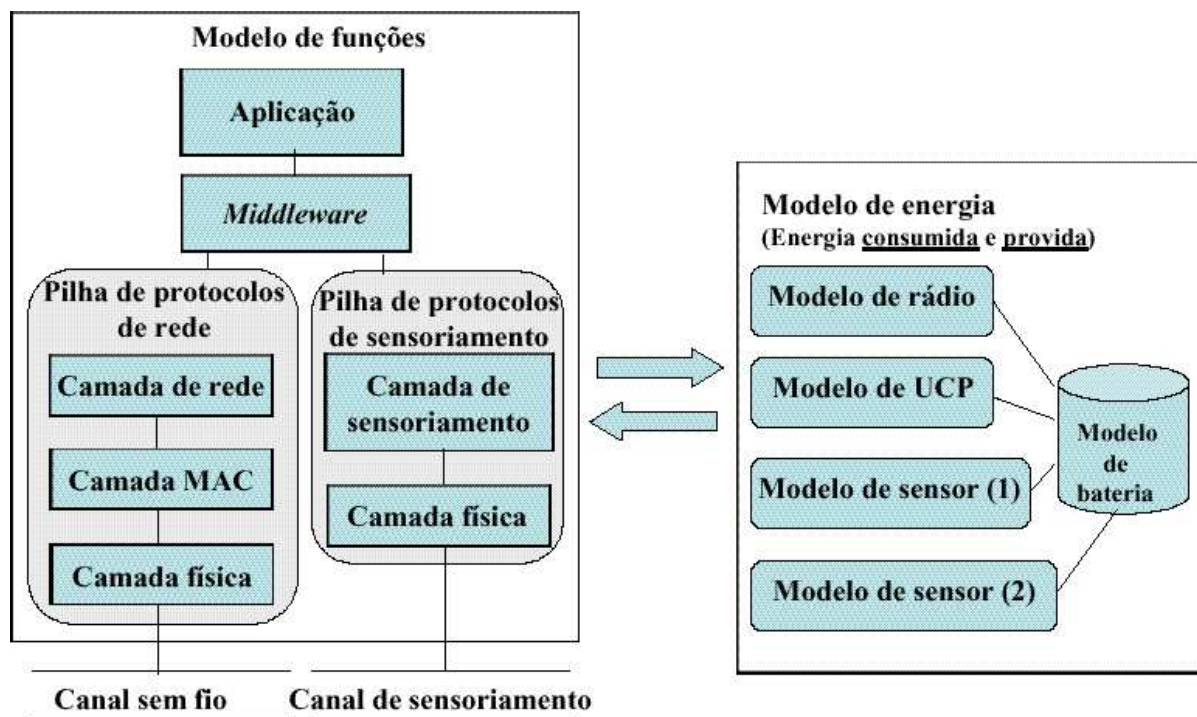 Modelo de funções
Aplicação
Middleware
Pilha de protocolos
de rede
Camada de rede
Camada MAC
Camada física
Pilha de protocolos
de sensoriamento
Camada de
sensoriamento
Camada física
Canal sem fio
Canal de sensoriamento
Modelo de energia
(Energia consumida e provida)
Modelo de rádio
Modelo de UCP
Modelo de sensor (1)
Modelo de sensor (2)
Modelo
de
bateria